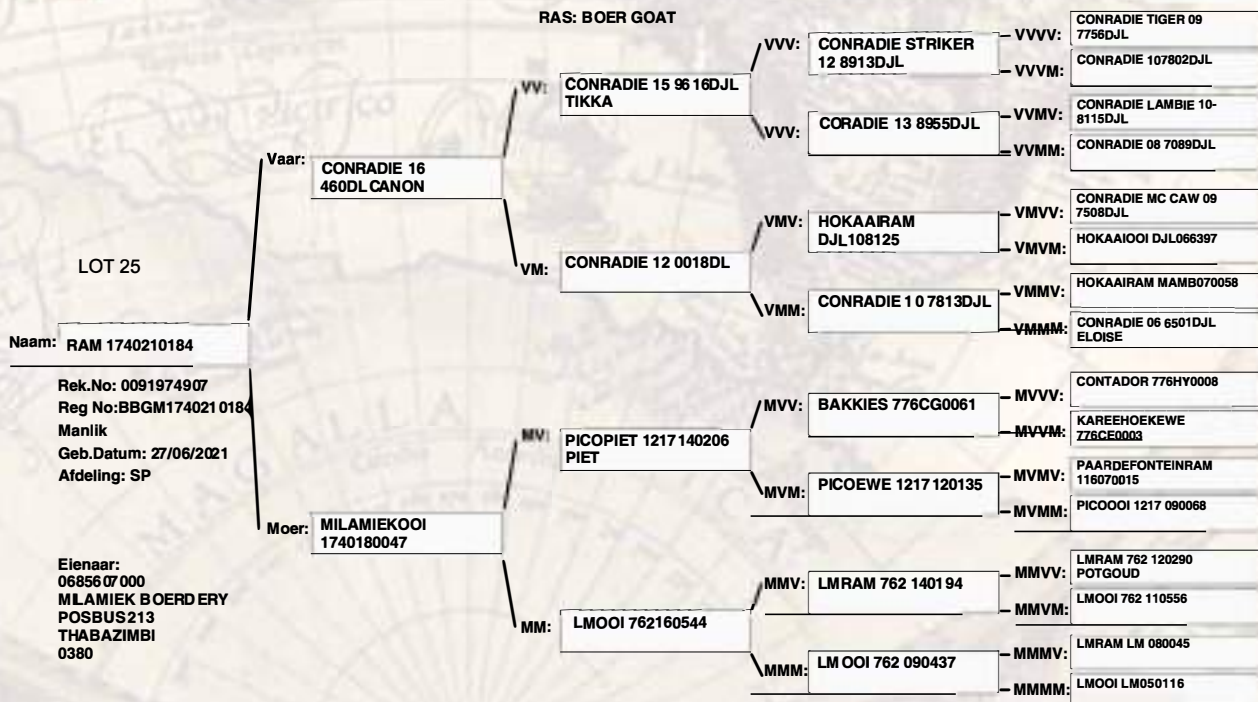 RAS: BOER GOAT
LOT 25
Naam: RAM 1740210184
Rek.No: 0091974907
Reg No:BBGM1740210184
Manlik
Geb.Datum: 27/06/2021
Afdeling: SP
Eienaar:
0685607000
MILAMIEK BOERDERY
POSBUS213
THABAZIMBI
0380
Vaar: CONRADIE 16
460DL CANON
Moer: MILAMIEKOOI
1740180047
VV: CONRADIE 15 9616DJL
TIKKA
VM: CONRADIE 12 0018DL
MV: PICOPIET 1217140206
PIET
MM: LMOOI 762160544
VVV: CONRADIE STRIKER
12 8913DJL
VVV: CORADIE 13 8955DJL
VMV: HOKAAIRAM
DJL108125
VMM: CONRADIE 10 7813DJL
MVV: BAKKIES 776CG0061
MVM: PICOEWE 1217120135
MMV: LMRAM 762 140194
MMM: LM OOI 762 090437
VVVV: CONRADIE TIGER 09
7756DJL
VVVM: CONRADIE 107802DJL
VVMV: CONRADIE LAMBIE 10-
8115DJL
VVMM: CONRADIE 08 7089DJL
VMVV: CONRADIE MC CAW 09
7508DJL
VMVM: HOKAAIOOI DJL066397
VMMV: HOKAAIRAM MAMB070058
VMMM: CONRADIE 06 6501DJL
ELOISE
MVVV: CONTADOR 776HY0008
MVVM: KAREEHOEKEWE
776CE0003
MVMV: PAARDEFONTEINRAM
116070015
MVMM: PICOOOI 1217 090068
MMVV: LMRAM 762 120290
POTGOUD
MMVM: LMOOI 762 110556
MMMV: LMRAM LM 080045
MMMM: LMOOI LM050116